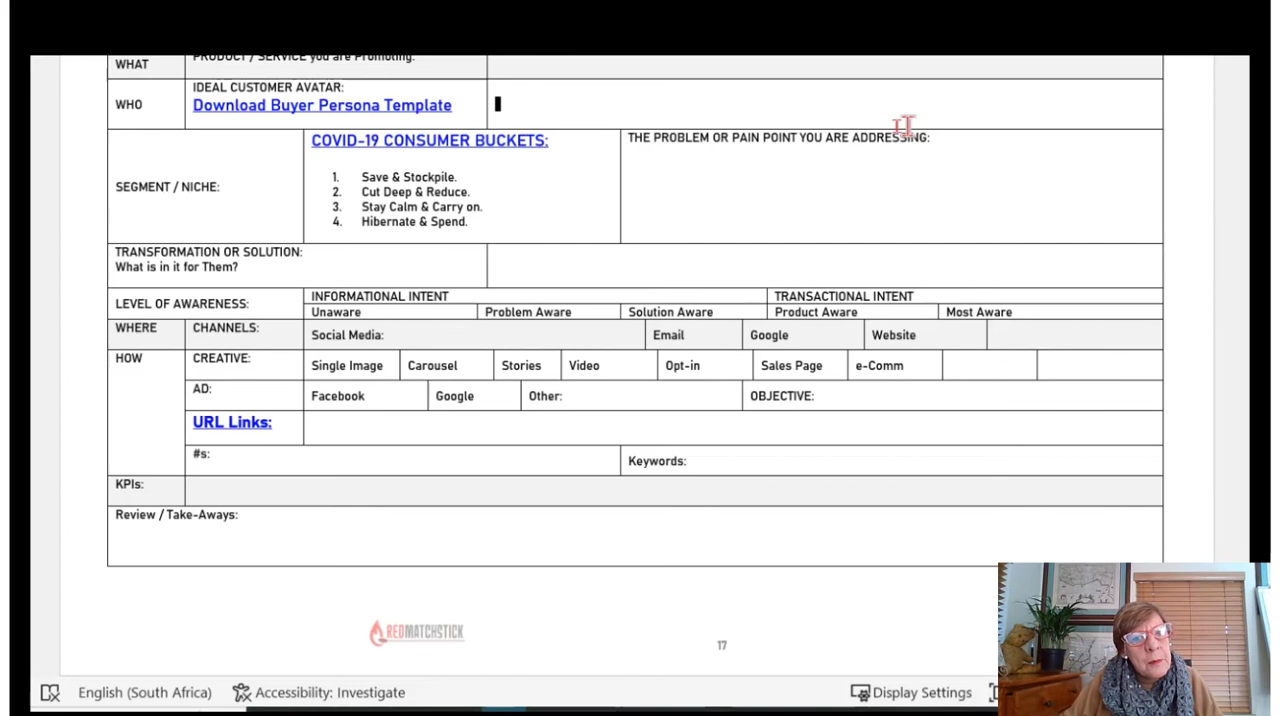 PRODUCT / SERVICE you are Promoting:
WHAT
IDEAL CUSTOMER AVATAR:
WHO
Download Buyer Persona Template
COVID-19 CONSUMER BUCKETS:
THE PROBLEM OR PAIN POINT YOU ARE ADDRESSING:
SEGMENT / NICHE:
1. Save & Stockpile.
2. Cut Deep & Reduce.
3. Stay Calm & Carry on.
4. Hibernate & Spend.
TRANSFORMATION OR SOLUTION:
What is in it for Them?
LEVEL OF AWARENESS:
INFORMATIONAL INTENT
TRANSACTIONAL INTENT
Unaware
Problem Aware
Solution Aware
Product Aware
Most Aware
WHERE
CHANNELS:
Social Media:
Email
Google
Website
HOW
CREATIVE:
Single Image
Carousel
Stories
Video
Opt-in
Sales Page
e-Comm
AD:
Facebook
Google
Other:
OBJECTIVE:
URL Links:
#s:
Keywords:
KPIs:
Review / Take-Aways:
REDMATCHSTICK
17
English (South Africa)
Accessibility: Investigate
Display Settings